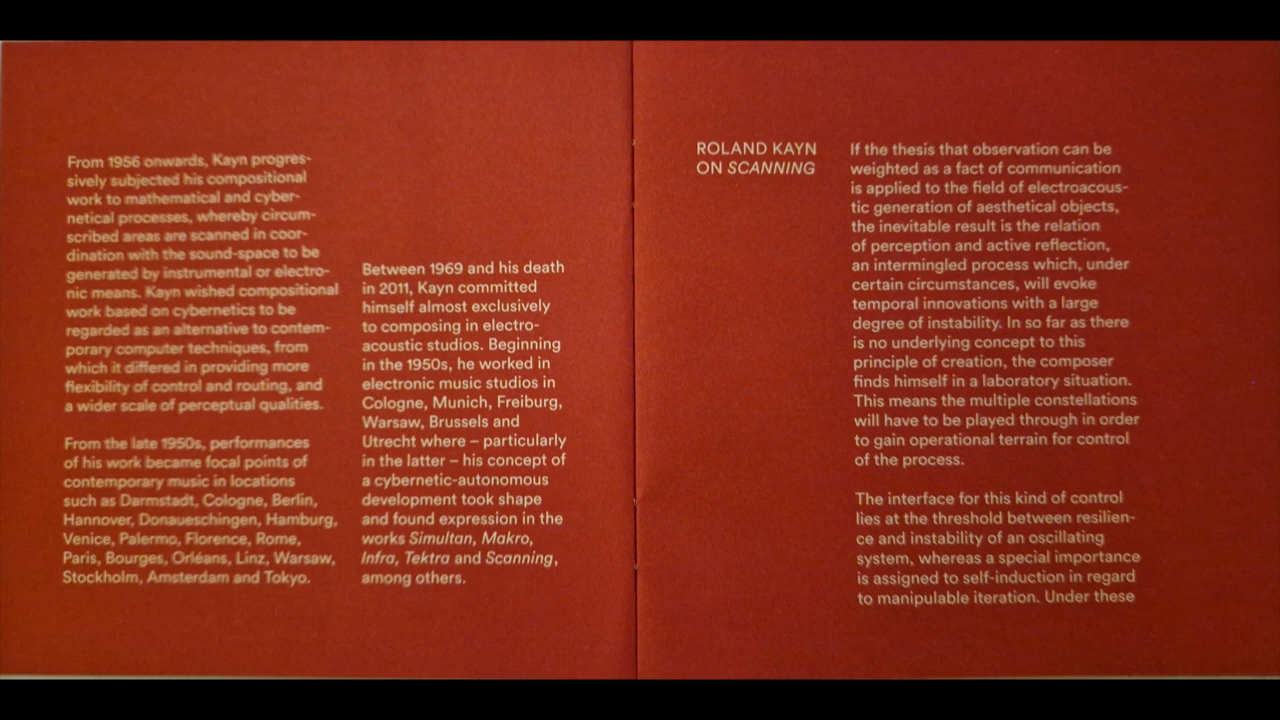 From 1956 onwards, Kayn progres-
sively subjected his compositional
work to mathematical and cyber-
netical processes, whereby circum-
scribed areas are scanned in coor-
dination with the sound-space to be
generated by instrumental or electro-
nic means. Kayn wished compositional
work based on cybernetics to be
regarded as an alternative to contem-
porary computer techniques, from
which it differed in providing more
flexibility of control and routing, and
a wider scale of perceptual qualities.
From the late 1950s, performances
of his work became focal points of
contemporary music in locations
such as Darmstadt, Cologne, Berlin,
Hannover, Donaueschingen, Hamburg,
Venice, Palermo, Florence, Rome,
Paris, Bourges, Orléans, Linz, Warsaw,
Stockholm, Amsterdam and Tokyo.
Between 1969 and his death
in 2011, Kayn committed
himself almost exclusively
to composing in electro-
acoustic studios. Beginning
in the 1950s, he worked in
electronic music studios in
Cologne, Munich, Freiburg,
Warsaw, Brussels and
Utrecht where – particularly
in the latter – his concept of
a cybernetic-autonomous
development took shape
and found expression in the
works Simultan, Makro,
Infra, Tektra and Scanning,
among others.
ROLAND KAYN
ON SCANNING
If the thesis that observation can be
weighted as a fact of communication
is applied to the field of electroacous-
tic generation of aesthetical objects,
the inevitable result is the relation
of perception and active reflection,
an intermingled process which, under
certain circumstances, will evoke
temporal innovations with a large
degree of instability. In so far as there
is no underlying concept to this
principle of creation, the composer
finds himself in a laboratory situation.
This means the multiple constellations
will have to be played through in order
to gain operational terrain for control
of the process.
The interface for this kind of control
lies at the threshold between resilien-
ce and instability of an oscillating
system, whereas a special importance
is assigned to self-induction in regard
to manipulable iteration. Under these